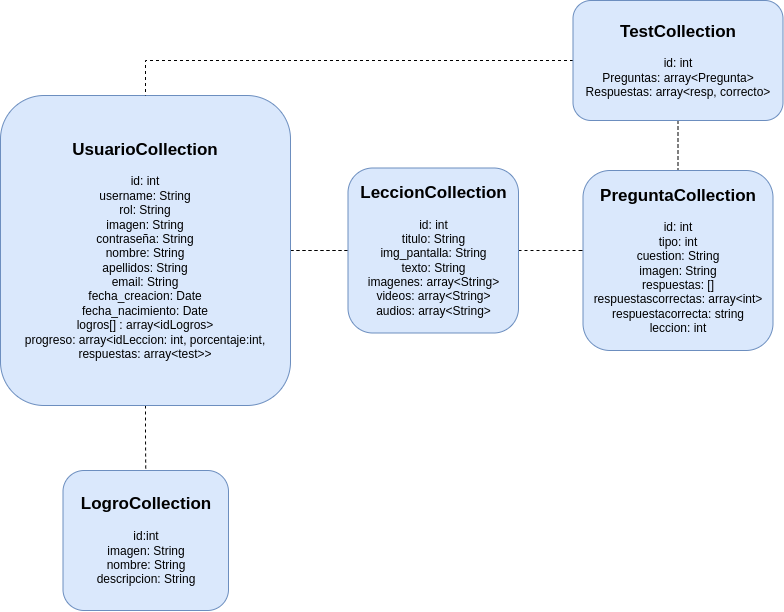 TestCollection
id: int
Preguntas: array<Pregunta>
Respuestas: array<resp, correcto>
UsuarioCollection
id: int
username: String
rol: String
imagen: String
contraseña: String
nombre: String
apellidos: String
email: String
fecha_creacion: Date
fecha_nacimiento: Date
logros[] : array<idLogros>
progreso: array<idLeccion: int, porcentaje:int,
respuestas: array<test>>
LeccionCollection
id: int
titulo: String
img_pantalla: String
texto: String
imagenes: array<String>
videos: array<String>
audios: array<String>
PreguntaCollection
id: int
tipo: int
cuestion: String
imagen: String
respuestas: []
respuestascorrectas: array<int>
respuestacorrecta: string
leccion: int
LogroCollection
id:int
imagen: String
nombre: String
descripcion: String